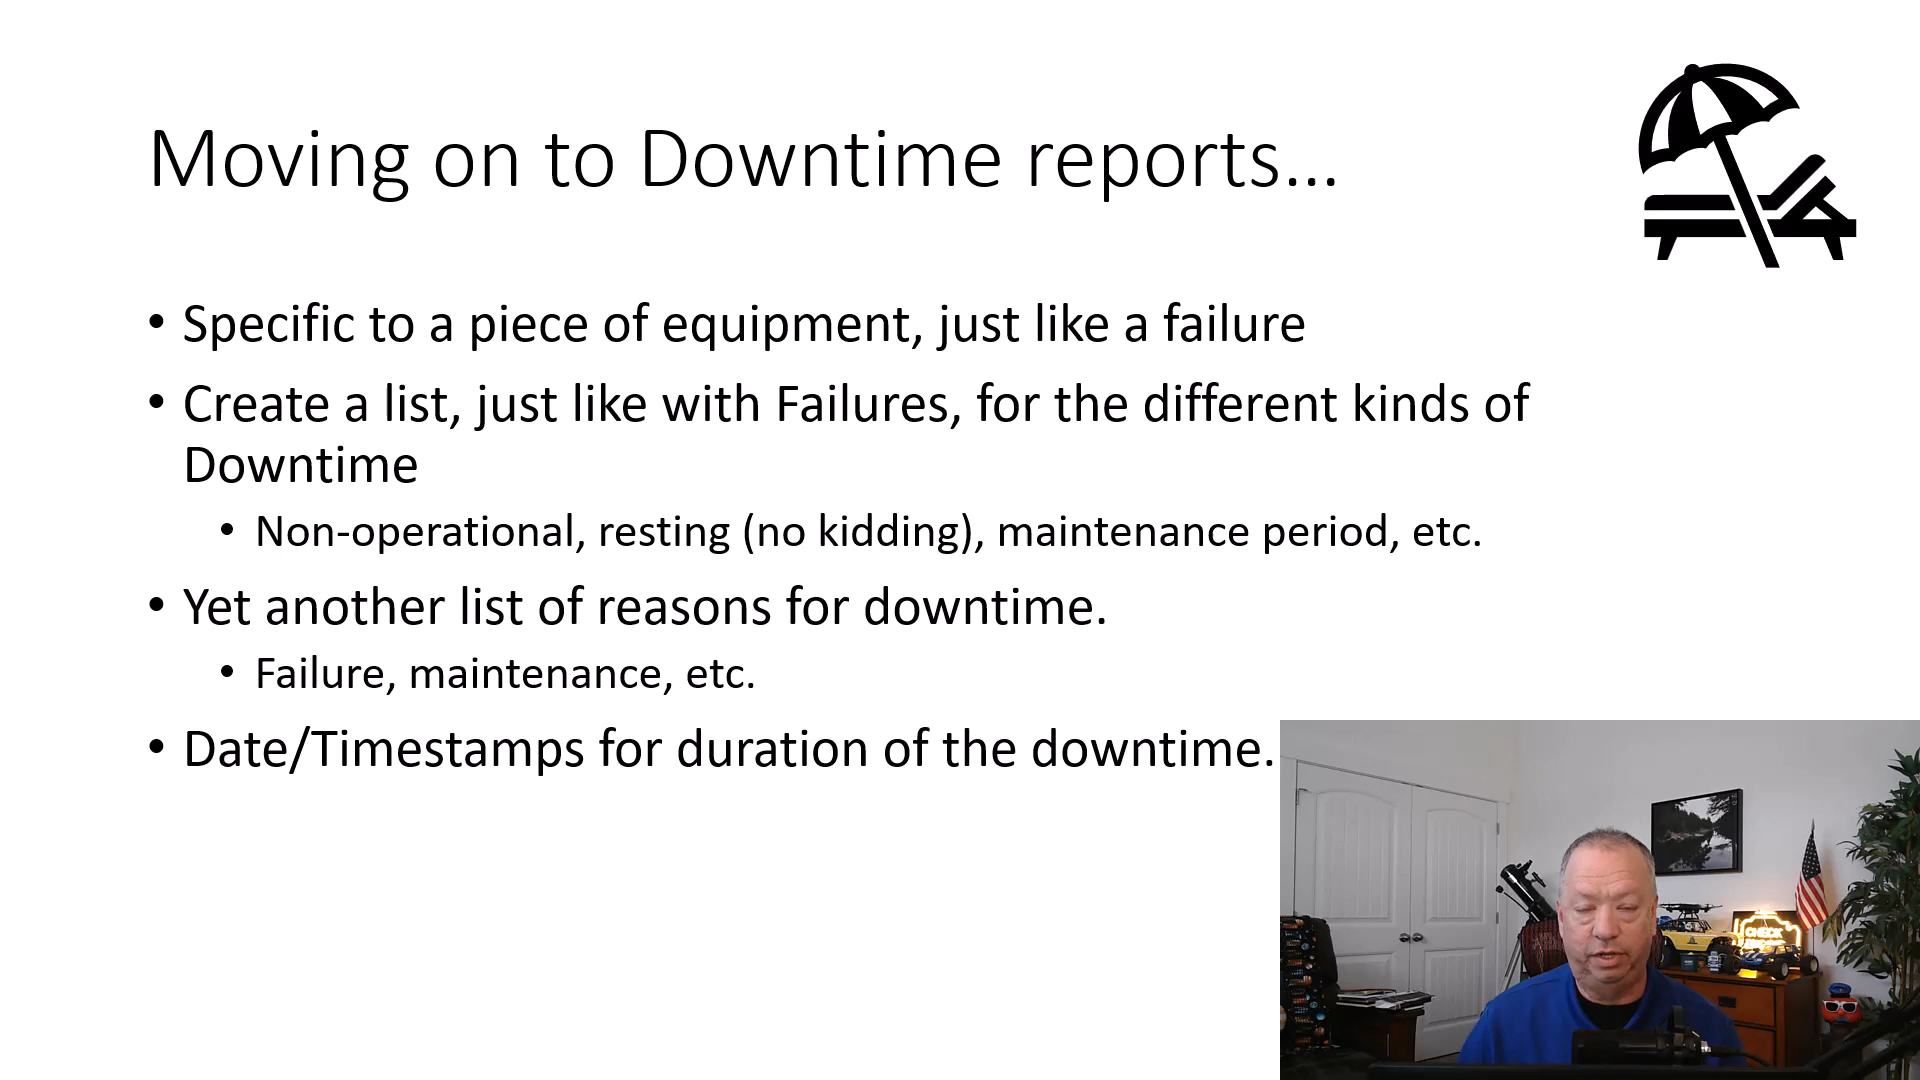 Moving on to Downtime reports...
• Specific to a piece of equipment, just like a failure
• Create a list, just like with Failures, for the different kinds of
Downtime
• Non-operational, resting (no kidding), maintenance period, etc.
• Yet another list of reasons for downtime.
• Failure, maintenance, etc.
• Date/Timestamps for duration of the downtime.
CHECK